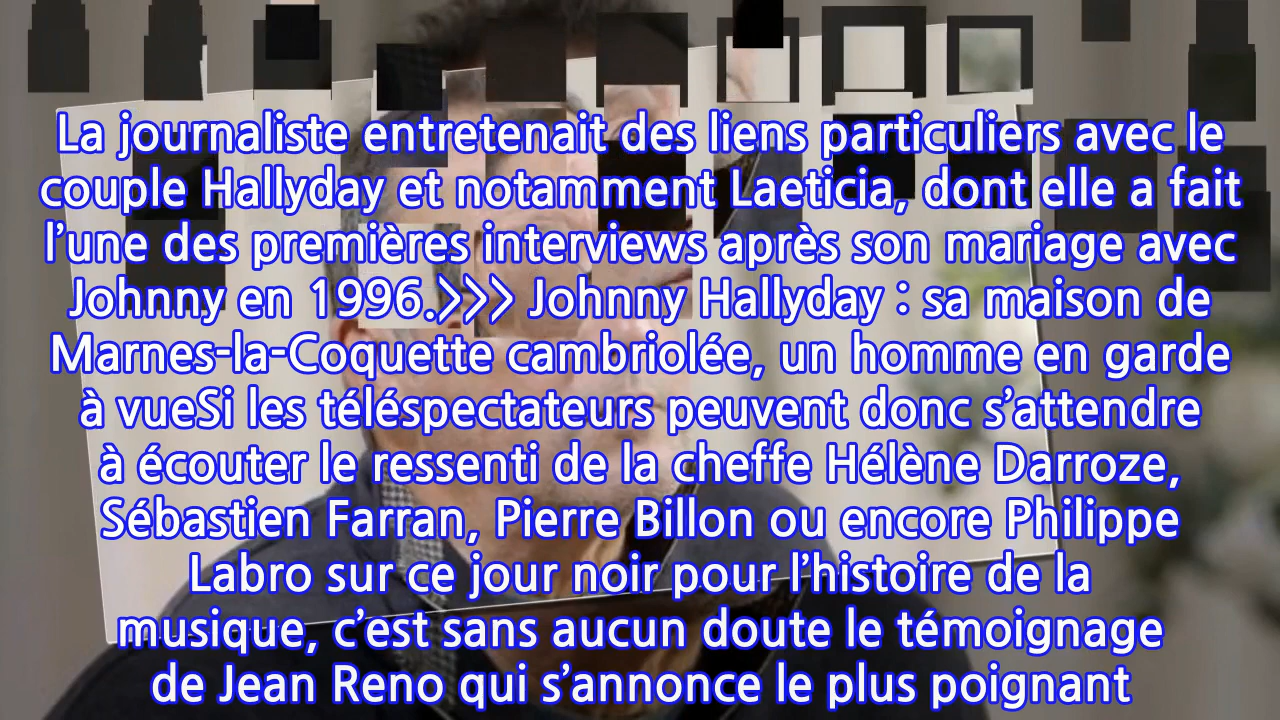 La journaliste entretenait des liens particuliers avec le
couple Hallyday et notamment Laeticia, dont elle a fait
l’une des premières interviews après son mariage avec
Johnny en 1996.>>> Johnny Hallyday : sa maison de
Marnes-la-Coquette cambriolée, un homme en garde
à vueSi les téléspectateurs peuvent donc s’attendre
à écouter le ressenti de la cheffe Hélène Darroze,
Sébastien Farran, Pierre Billon ou encore Philippe
Labro sur ce jour noir pour l’histoire de la
musique, c’est sans aucun doute le témoignage
de Jean Reno qui s’annonce le plus poignant